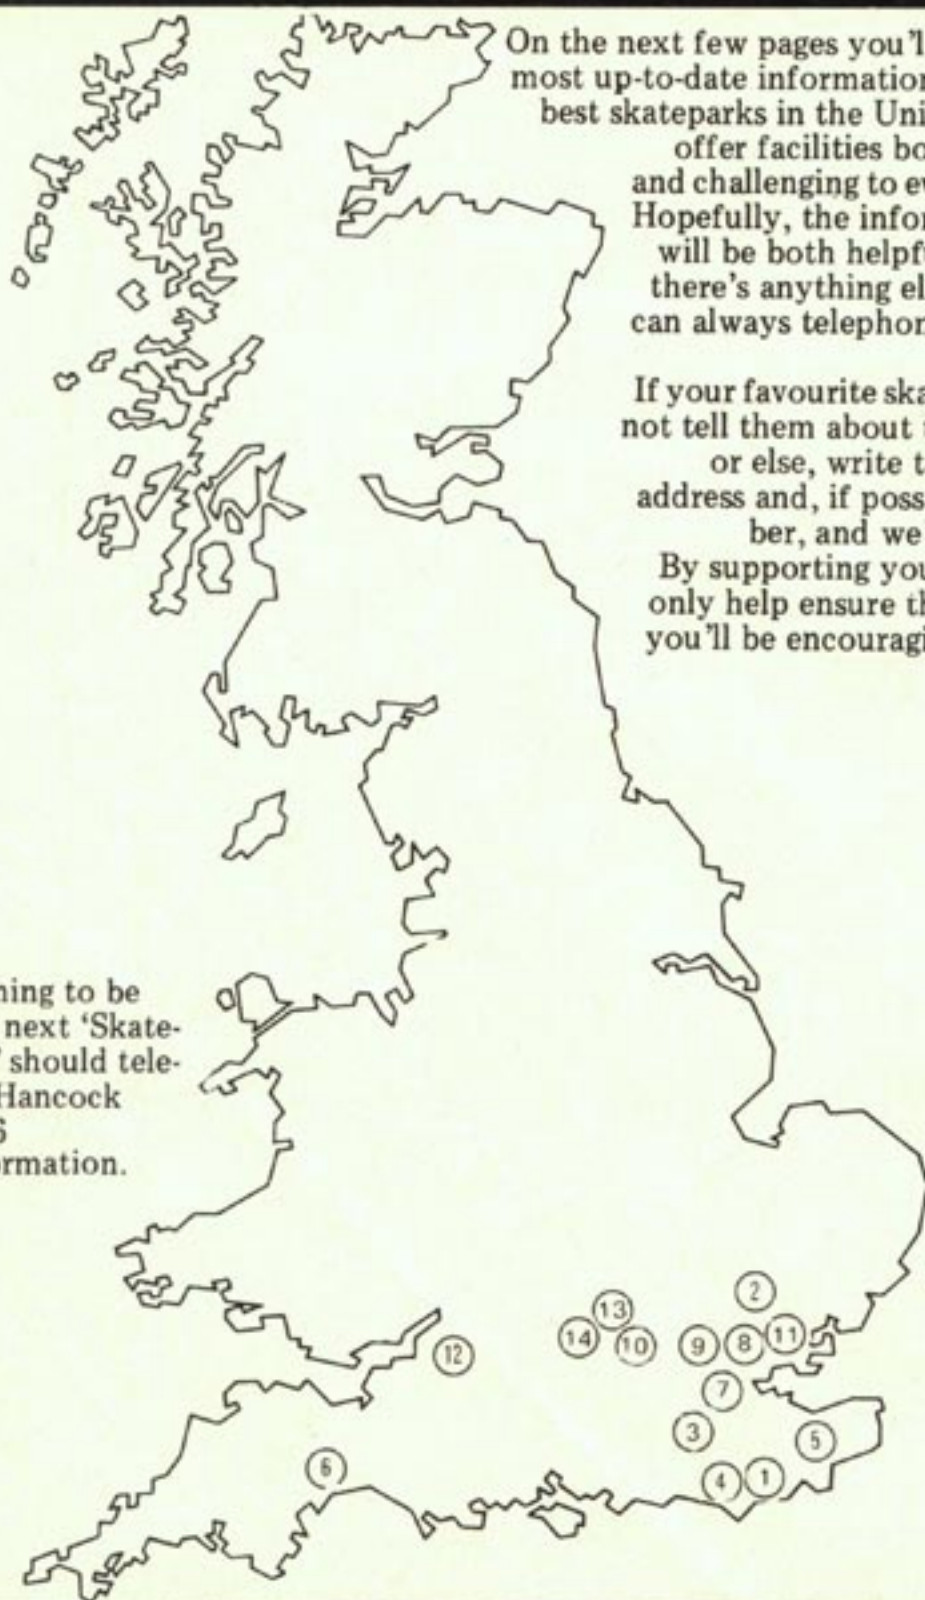 On the next few pages you'l
most up-to-date information
best skateparks in the Uni
offer facilities bo
and challenging to ev
Hopefully, the infor
will be both helpf
there's anything el
can always telephon
If your favourite ska
not tell them about t
or else, write t
address and, if poss
ber, and we
By supporting you
only help ensure th
you'll be encouragi
ning to be
next ‘Skate-
’ should tele-
Hancock
6
rmation.
2
13
14
10
9
8
11
12
7
3
5
6
4
1